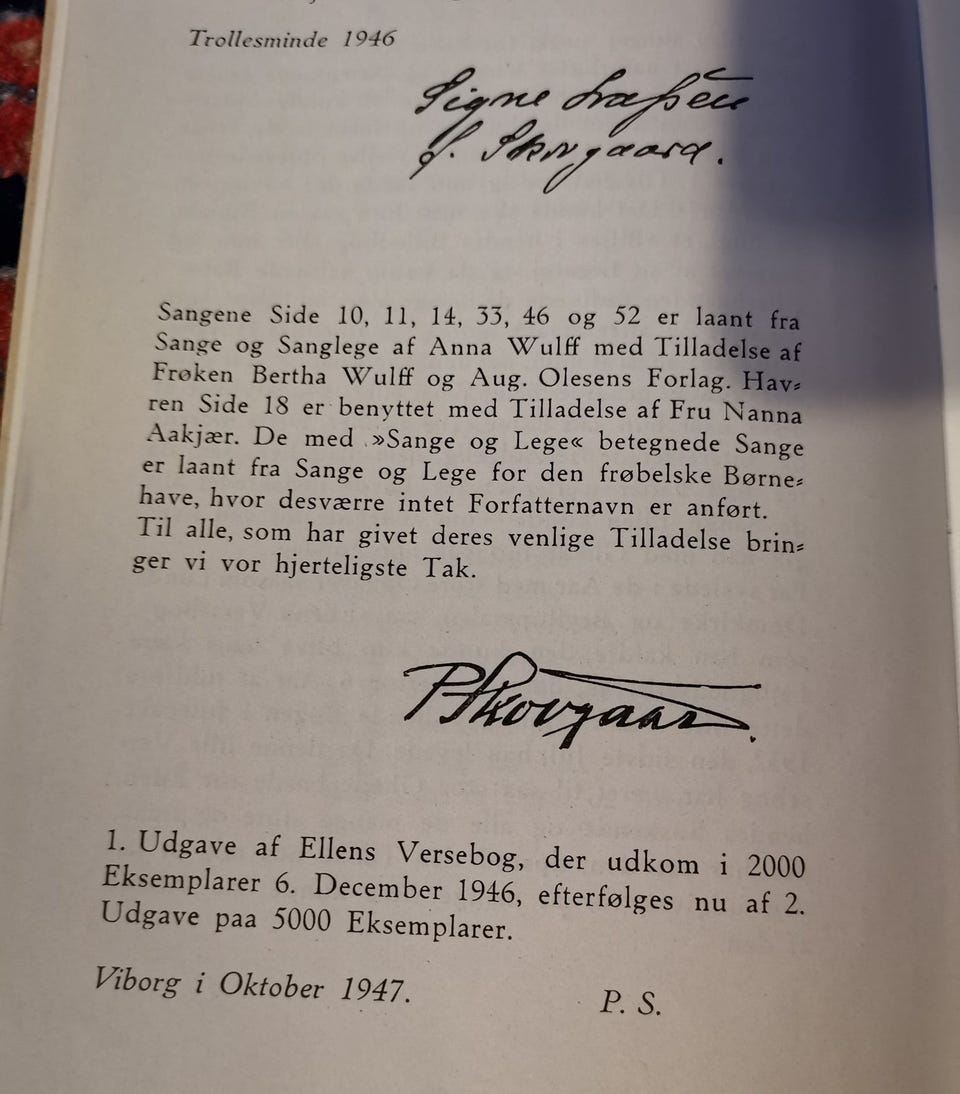 Trollesminde 1946
Signe
f. Skovgaard.
Sangene Side 10, 11, 14, 33, 46 og 52 er laant fra
Sange og Sanglege af Anna Wulff med Tilladelse af
Frøken Bertha Wulff og Aug. Olesens Forlag. Hav-
ren Side 18 er benyttet med Tilladelse af Fru Nanna
Aakjær. De med »Sange og Lege« betegnede Sange
er laant fra Sange og Lege for den frøbelske Børne-
have, hvor desværre intet Forfatternavn er anført.
Til alle, som har givet deres venlige Tilladelse brin-
ger vi vor hjerteligste Tak.
P Skovgaard.
1. Udgave af Ellens Versebog, der udkom i 2000
Eksemplarer 6. December 1946, efterfølges nu af 2.
Udgave paa 5000 Eksemplarer.
Viborg i Oktober 1947. P. S.